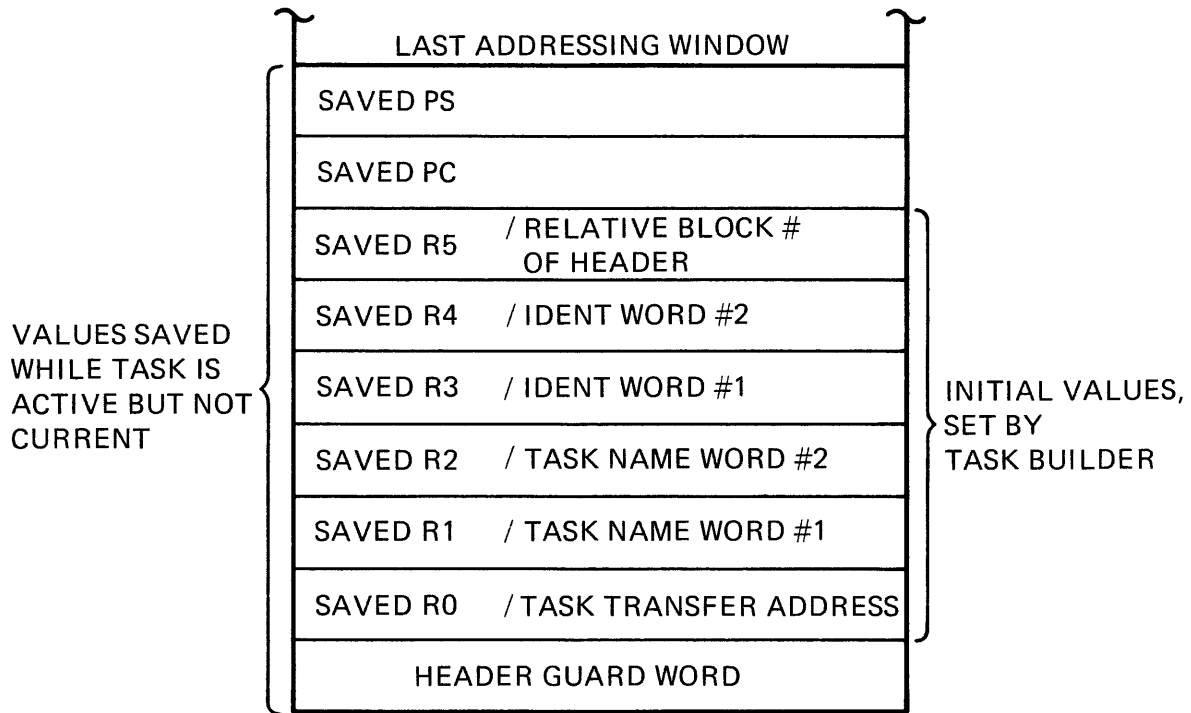 LAST ADDRESSING WINDOW
SAVED PS
SAVED PC
SAVED R5 / RELATIVE BLOCK #
OF HEADER
SAVED R4 / IDENT WORD #2
SAVED R3 / IDENT WORD #1
SAVED R2 / TASK NAME WORD #2
SAVED R1 / TASK NAME WORD #1
SAVED R0 / TASK TRANSFER ADDRESS
HEADER GUARD WORD
VALUES SAVED
WHILE TASK IS
ACTIVE BUT NOT
CURRENT
INITIAL VALUES,
SET BY
TASK BUILDER